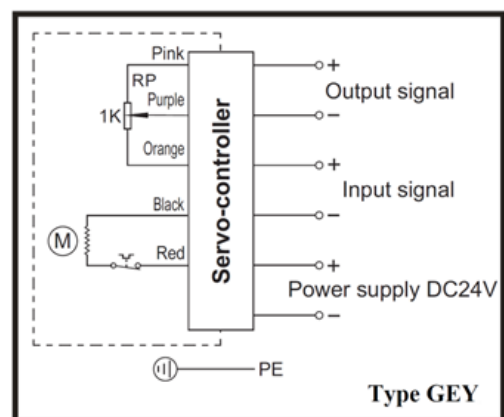 Pink
RP
1K
Purple
Orange
Black
M
Red
Servo-controller
+
Output signal
−
+
Input signal
−
+
Power supply DC24V
−
PE
Type GEY